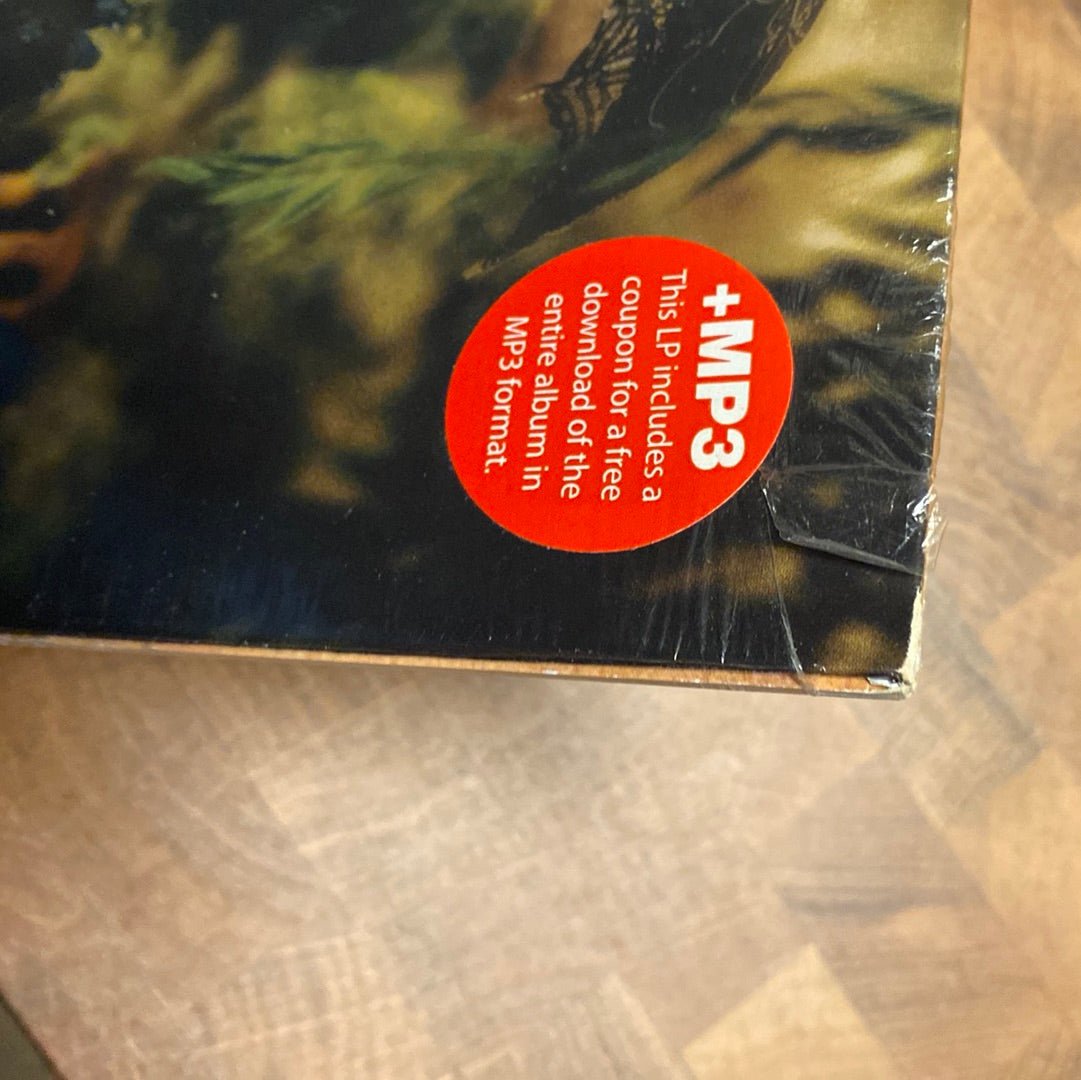 +MP3
This LP includes a
coupon for a free
download of the
entire album in
MP3 format.